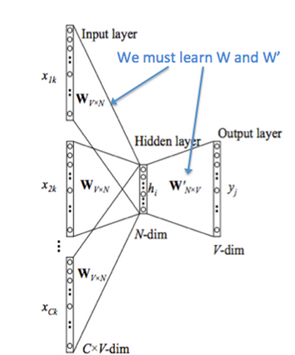 Input layer
We must learn W and W'
x1k
WV×N
Hidden layer
Output layer
x2k
WV×N
hi
W'N×V
yj
N-dim
V-dim
WV×N
xCk
C×V-dim